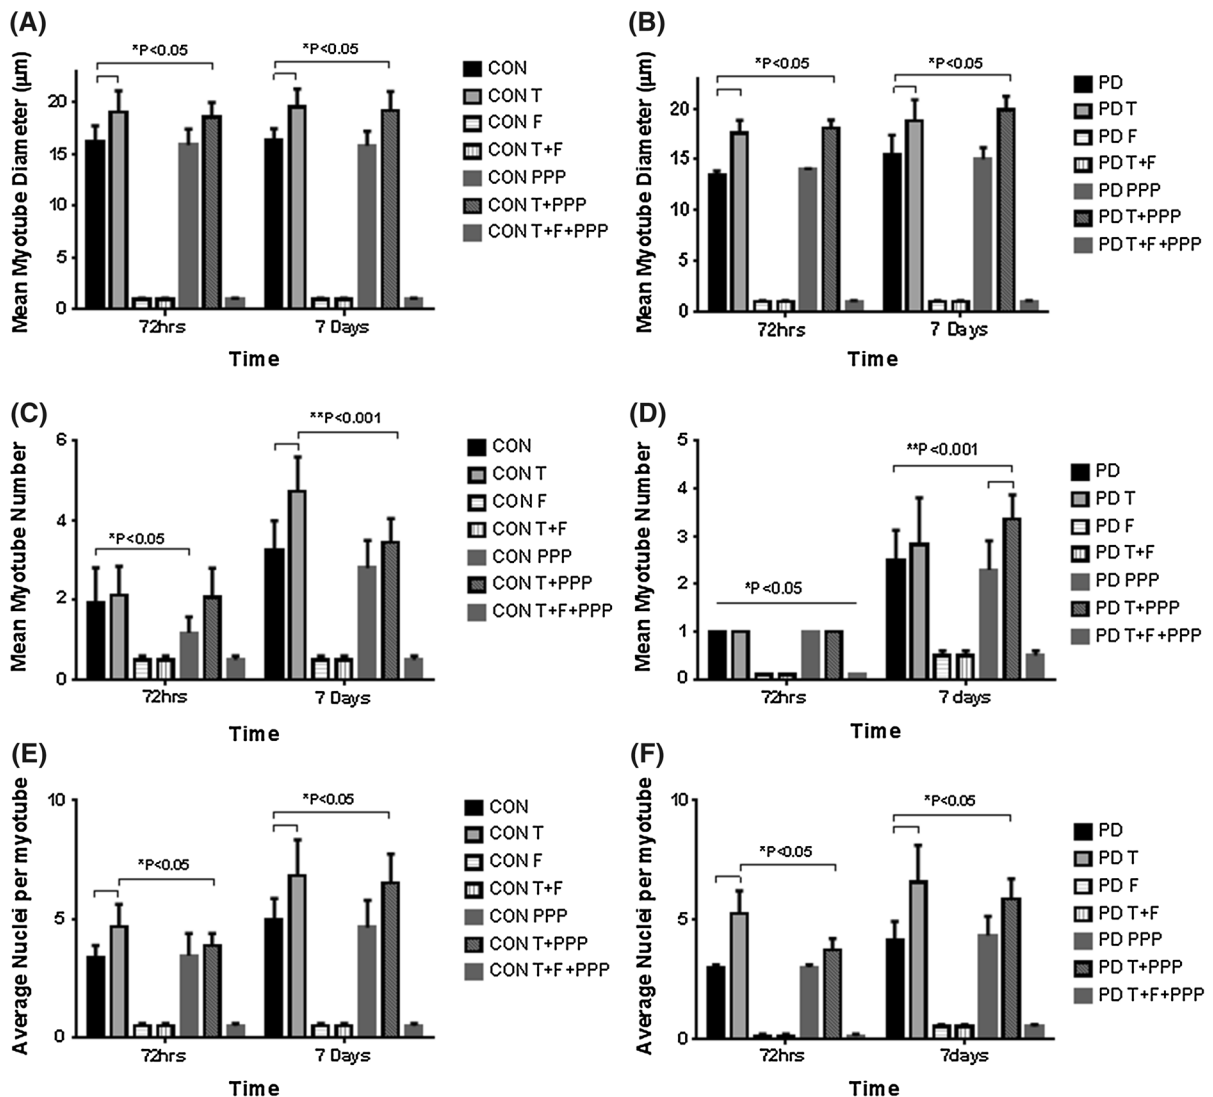 (A)
Mean Myotube Diameter (µm)
20
15
10
5
0
*P<0.05
*P<0.05
72hrs
7 Days
Time
CON
CON T
CON F
CON T+F
CON PPP
CON T+PPP
CON T+F+PPP
(B)
Mean Myotube Diameter (µm)
20
15
10
5
0
*P<0.05
*P<0.05
72hrs
7 Days
Time
PD
PD T
PD F
PD T+F
PD PPP
PD T+PPP
PD T+F+PPP
(C)
Mean Myotube Number
6
4
2
0
*P<0.05
**P<0.001
72hrs
7 Days
Time
CON
CON T
CON F
CON T+F
CON PPP
CON T+PPP
CON T+F+PPP
(D)
Mean Myotube Number
5
4
3
2
1
0
*P<0.05
**P<0.001
72hrs
7 days
Time
PD
PD T
PD F
PD T+F
PD PPP
PD T+PPP
PD T+F+PPP
(E)
Average Nuclei per myotube
10
5
0
*P<0.05
*P<0.05
72hrs
7 Days
Time
CON
CON T
CON F
CON T+F
CON PPP
CON T+PPP
CON T+F+PPP
(F)
Average Nuclei per myotube
10
5
0
*P<0.05
*P<0.05
72hrs
7days
Time
PD
PD T
PD F
PD T+F
PD PPP
PD T+PPP
PD T+F+PPP